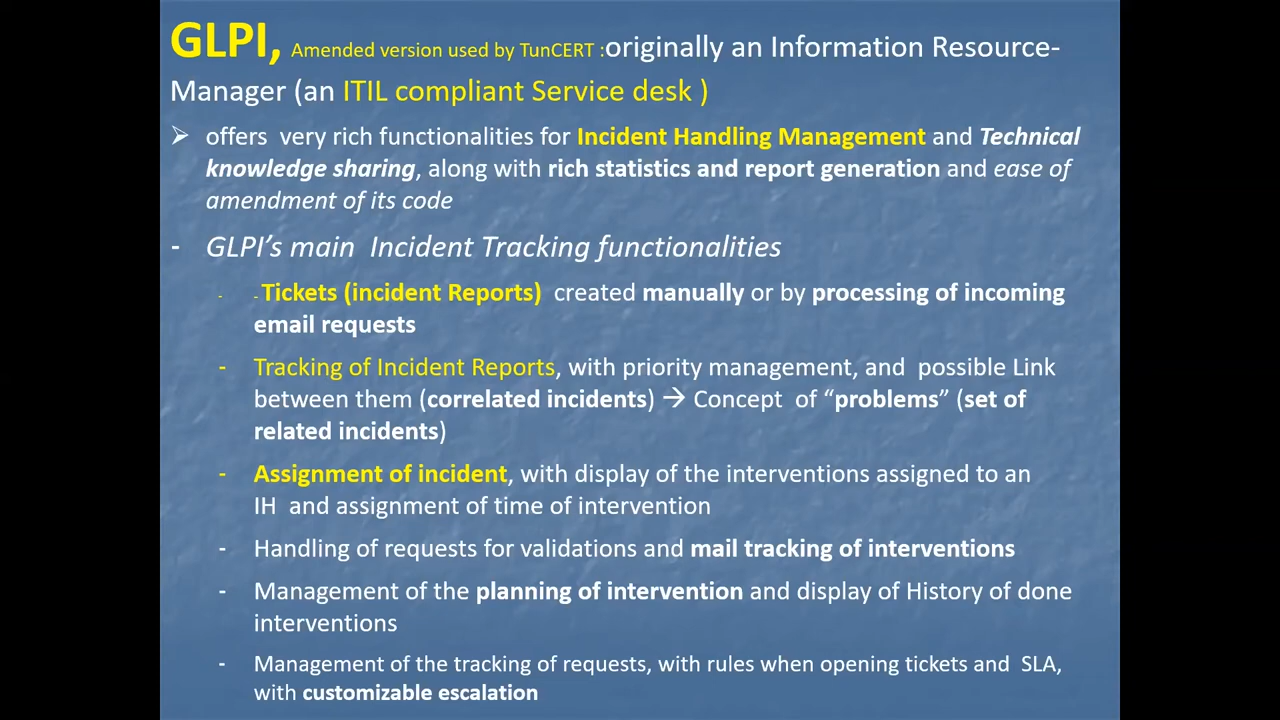 GLPI, Amended version used by TunCERT :originally an Information Resource-
Manager (an ITIL compliant Service desk )
➢ offers very rich functionalities for Incident Handling Management and Technical
knowledge sharing, along with rich statistics and report generation and ease of
amendment of its code
- GLPI’s main Incident Tracking functionalities
- -Tickets (incident Reports) created manually or by processing of incoming
email requests
- Tracking of Incident Reports, with priority management, and possible Link
between them (correlated incidents) → Concept of “problems” (set of
related incidents)
- Assignment of incident, with display of the interventions assigned to an
IH and assignment of time of intervention
- Handling of requests for validations and mail tracking of interventions
- Management of the planning of intervention and display of History of done
interventions
- Management of the tracking of requests, with rules when opening tickets and SLA,
with customizable escalation